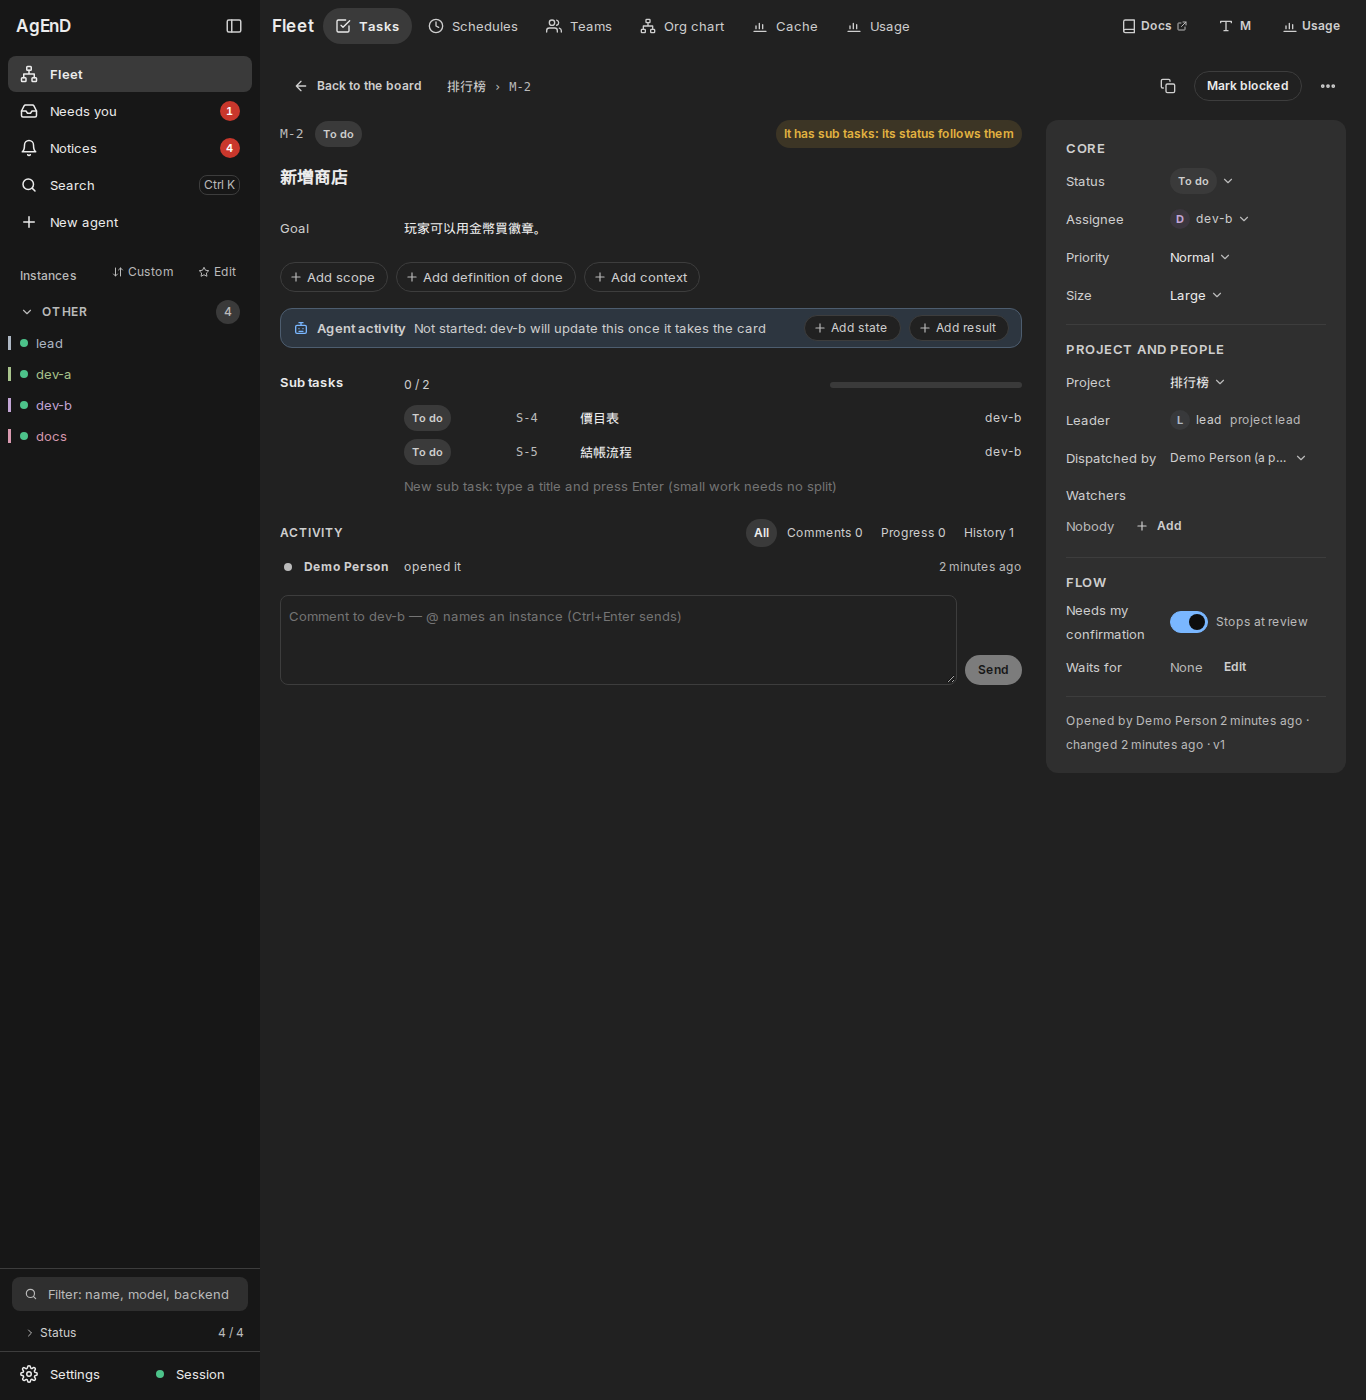 AgEnD
Fleet
Needs you 1
Notices 4
Search Ctrl K
New agent
Instances Custom Edit
OTHER 4
lead
dev-a
dev-b
docs
Filter: name, model, backend
Status 4 / 4
Settings Session
Fleet Tasks Schedules Teams Org chart Cache Usage Docs M Usage
Back to the board 排行榜 › M-2 Mark blocked
M-2 To do It has sub tasks: its status follows them
新增商店
Goal 玩家可以用金幣買徽章。
Add scope Add definition of done Add context
Agent activity Not started: dev-b will update this once it takes the card Add state Add result
Sub tasks 0 / 2
To do S-4 價目表 dev-b
To do S-5 結帳流程 dev-b
New sub task: type a title and press Enter (small work needs no split)
ACTIVITY All Comments 0 Progress 0 History 1
Demo Person opened it 2 minutes ago
Comment to dev-b — @ names an instance (Ctrl+Enter sends)
Send
CORE
Status To do
Assignee D dev-b
Priority Normal
Size Large
PROJECT AND PEOPLE
Project 排行榜
Leader L lead project lead
Dispatched by Demo Person (a p...
Watchers
Nobody Add
FLOW
Needs my
confirmation Stops at review
Waits for None Edit
Opened by Demo Person 2 minutes ago ·
changed 2 minutes ago · v1